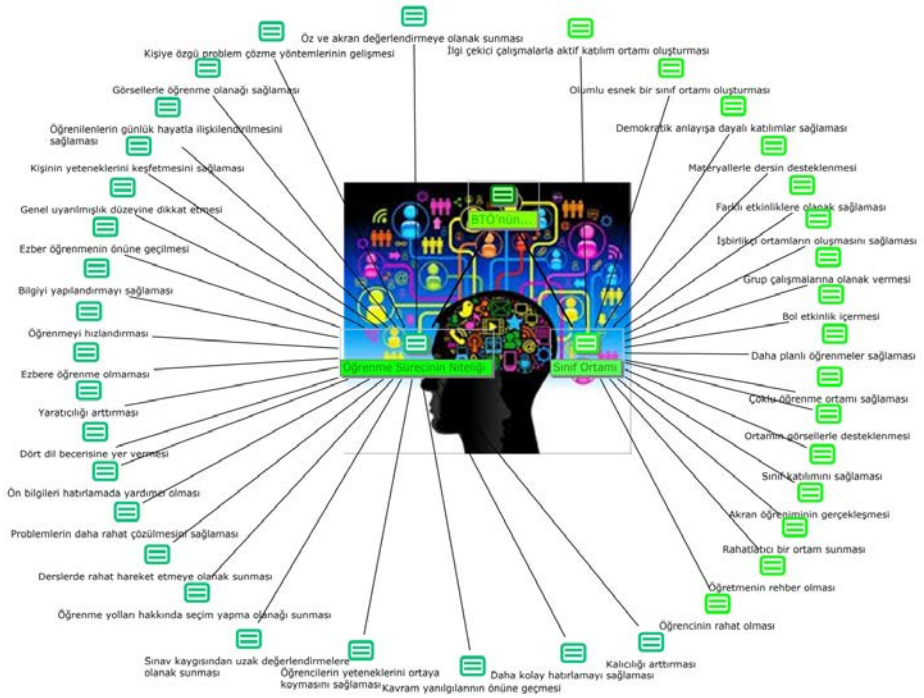 Öz ve akran değerlendirmeye olanak sunması
İlgi çekici çalışmalarla aktif katılım ortamı oluşturması
Kişiye özgü problem çözme yöntemlerinin gelişmesi
Görsellerle öğrenme olanağı sağlaması
Olumlu esnek bir sınıf ortamı oluşturması
Öğrenilenlerin günlük hayatla ilişkilendirilmesini
sağlaması
Demokratik anlayışa dayalı katılımlar sağlaması
Kişinin yeteneklerini keşfetmesini sağlaması
Materyallerle dersin desteklenmesi
Genel uyarılmışlık düzeyine dikkat etmesi
Farklı etkinliklere olanak sağlaması
BTÖ'nün...
Ezber öğrenmenin önüne geçilmesi
İşbirlikçi ortamların oluşmasını sağlaması
Bilgiyi yapılandırmayı sağlaması
Grup çalışmalarına olanak vermesi
Öğrenmeyi hızlandırması
Bol etkinlik içermesi
Ezbere öğrenme olmaması
Daha planlı öğrenmeler sağlaması
Öğrenme Sürecinin Niteliği
Sınıf Ortamı
Yaratıcılığı arttırması
Çoklu öğrenme ortamı sağlaması
Dört dil becerisine yer vermesi
Ortamın görsellerle desteklenmesi
Ön bilgileri hatırlamada yardımcı olması
Sınıf katılımını sağlaması
Problemlerin daha rahat çözülmesini sağlaması
Akran öğreniminin gerçekleşmesi
Derslerde rahat hareket etmeye olanak sunması
Rahatlatıcı bir ortam sunması
Öğrenme yolları hakkında seçim yapma olanağı sunması
Öğretmenin rehber olması
Öğrencinin rahat olması
Sınav kaygısından uzak değerlendirmelere
olanak sunması
Öğrencilerin yeteneklerini ortaya
koymasını sağlaması
Kavram yanılgılarının önüne geçmesi
Daha kolay hatırlamayı sağlaması
Kalıcılığı arttırması